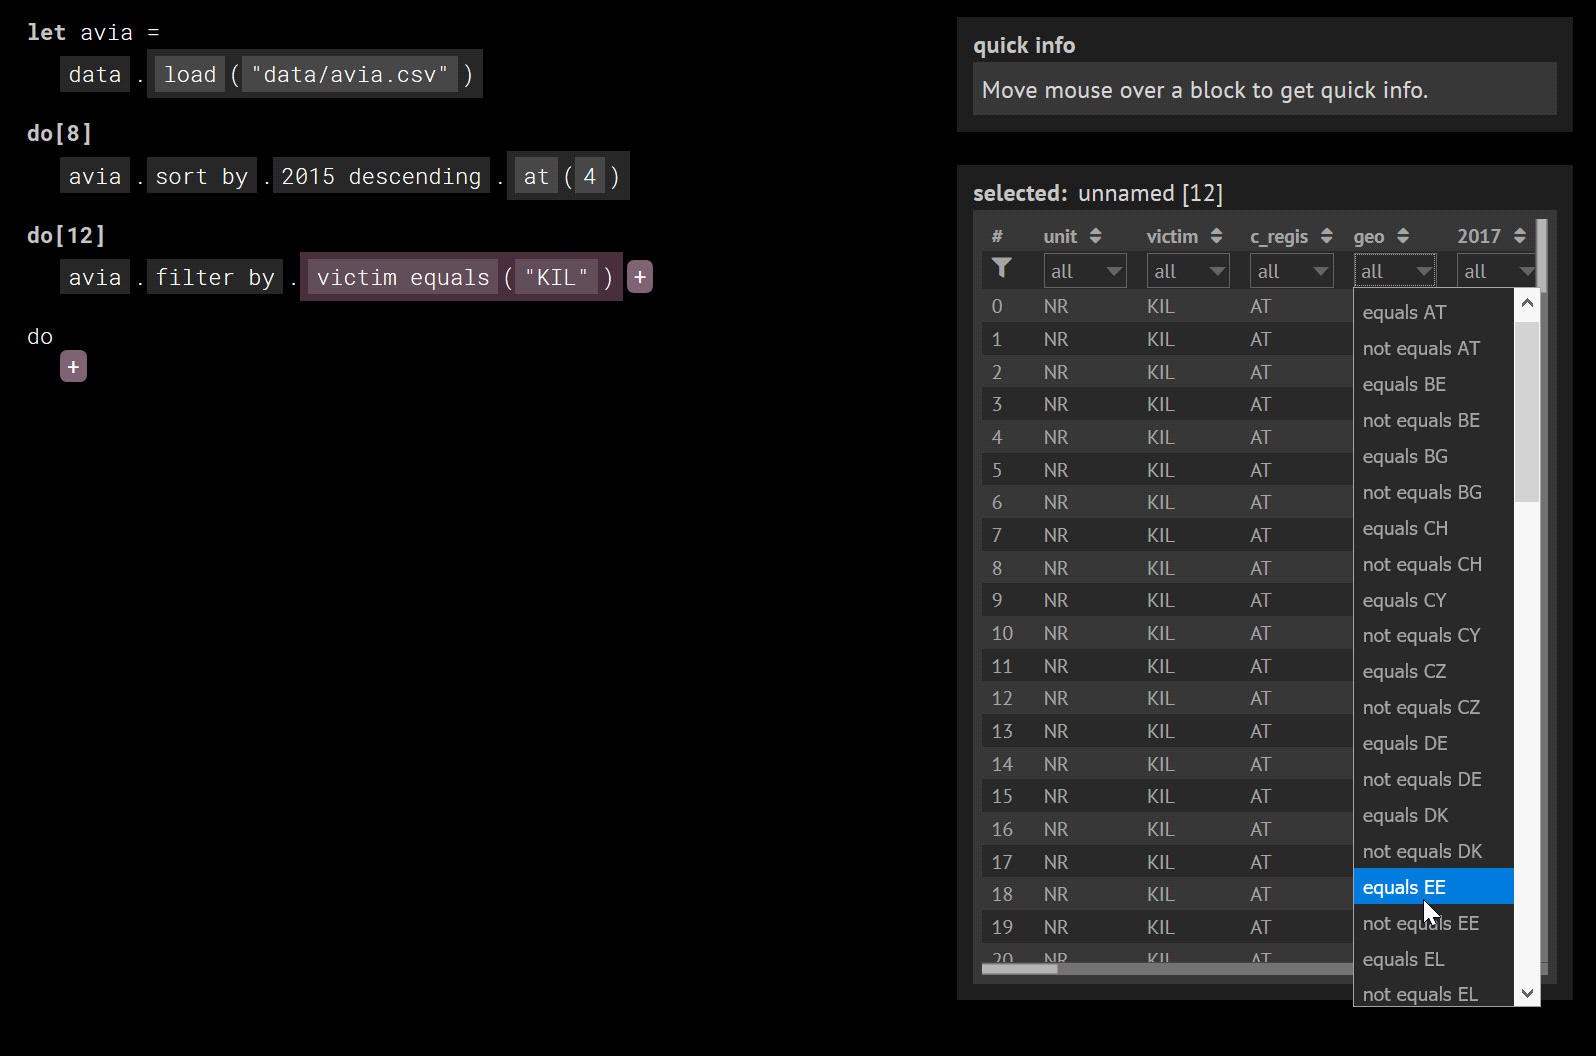 let avia =
data . load ( "data/avia.csv" )
do[8]
avia . sort by . 2015 descending . at ( 4 )
do[12]
avia . filter by . victim equals ( "KIL" ) +
do
+
quick info
Move mouse over a block to get quick info.
selected: unnamed [12]
# unit victim c_regis geo 2017
all all all all all
0 NR KIL AT
1 NR KIL AT
2 NR KIL AT
3 NR KIL AT
4 NR KIL AT
5 NR KIL AT
6 NR KIL AT
7 NR KIL AT
8 NR KIL AT
9 NR KIL AT
10 NR KIL AT
11 NR KIL AT
12 NR KIL AT
13 NR KIL AT
14 NR KIL AT
15 NR KIL AT
16 NR KIL AT
17 NR KIL AT
18 NR KIL AT
19 NR KIL AT
20 NR KIL AT
equals AT
not equals AT
equals BE
not equals BE
equals BG
not equals BG
equals CH
not equals CH
equals CY
not equals CY
equals CZ
not equals CZ
equals DE
not equals DE
equals DK
not equals DK
equals EE
not equals EE
equals EL
not equals EL